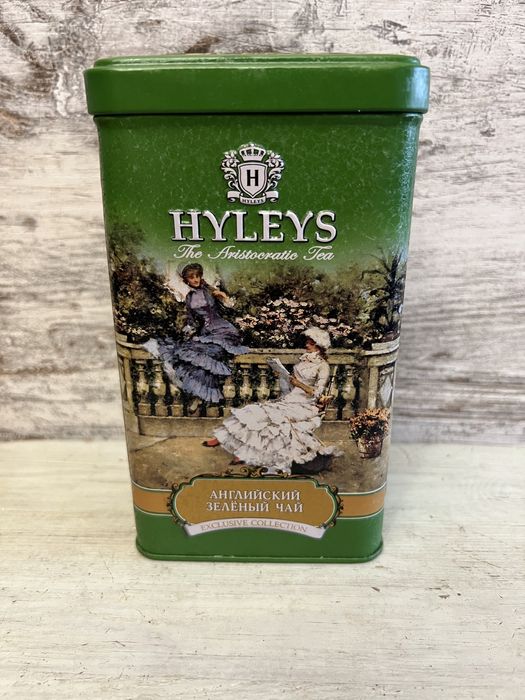 H
HYLEYS
HYLEYS
The Aristocratic Tea
АНГЛИЙСКИЙ
ЗЕЛЁНЫЙ ЧАЙ
EXCLUSIVE COLLECTION